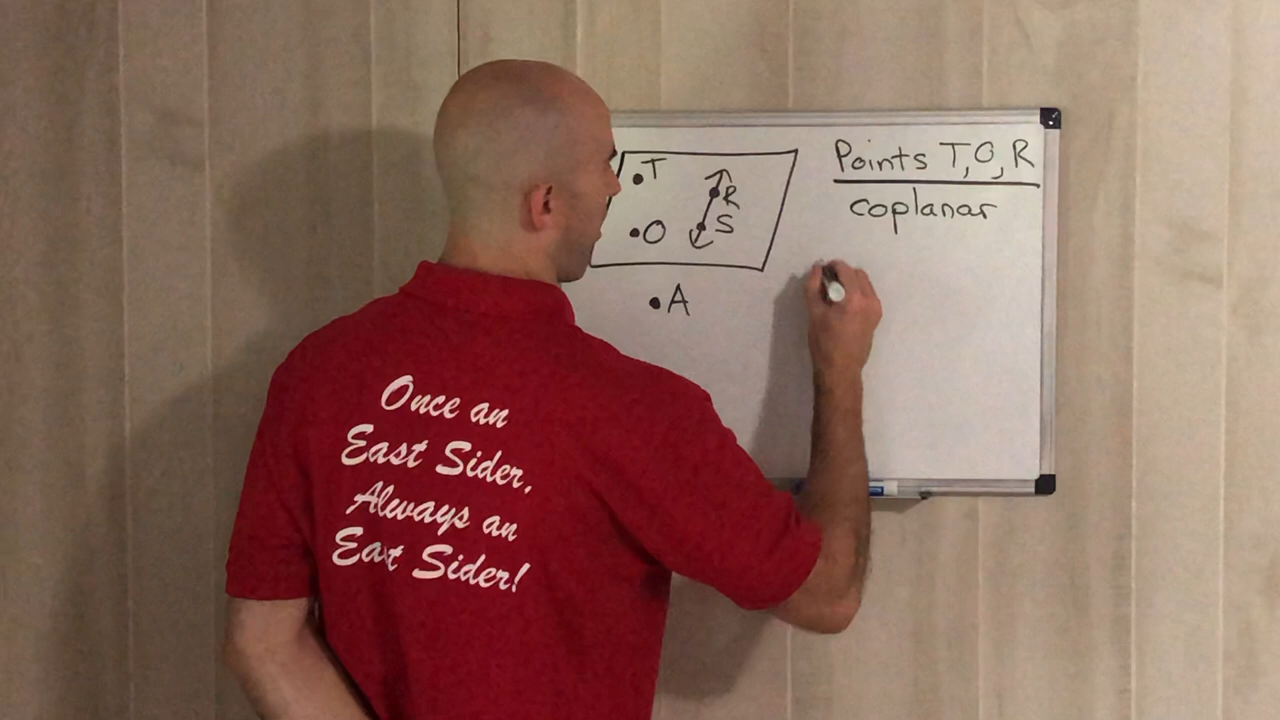 T
R
O
S
A
Points T, O, R
coplanar
Once an
East Sider,
Always an
East Sider!